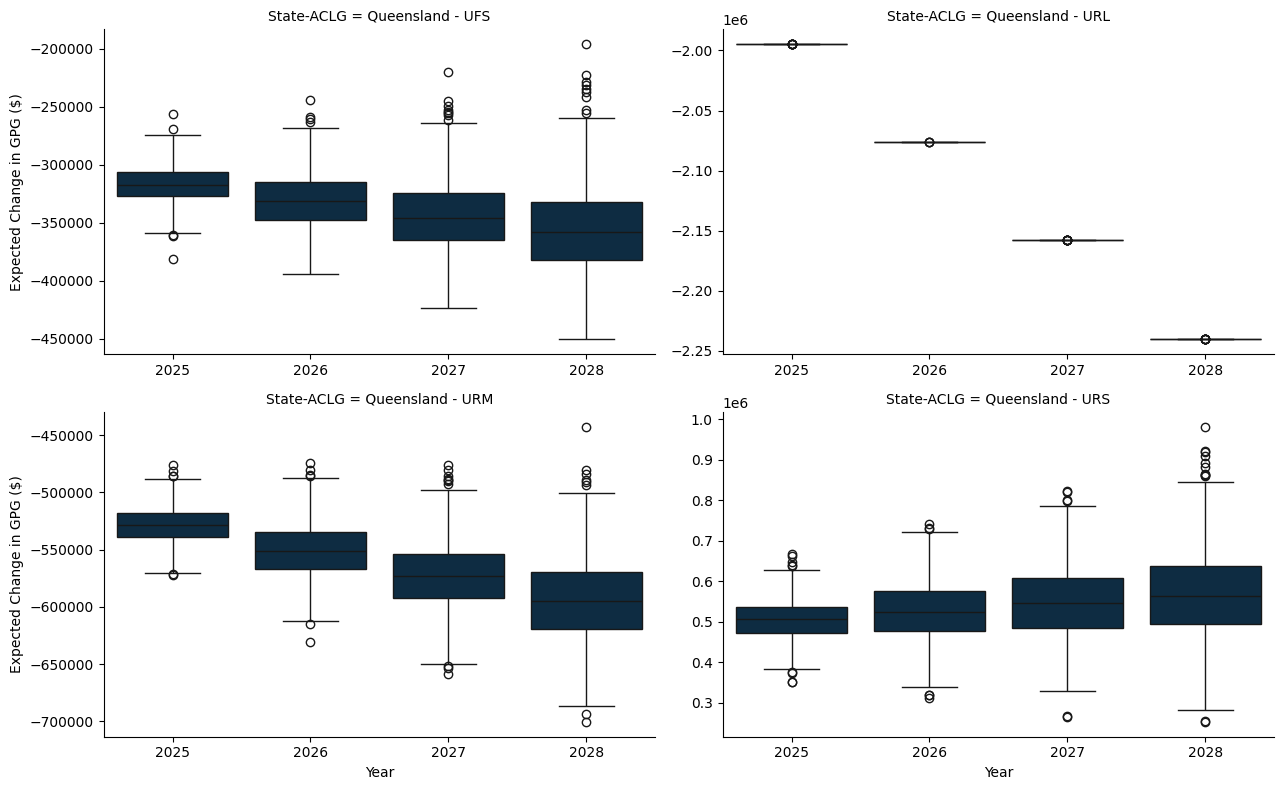 State-ACLG = Queensland - UFS
Expected Change in GPG ($)
−200000
−250000
−300000
−350000
−400000
−450000
2025 2026 2027 2028
State-ACLG = Queensland - URL
1e6
−2.00
−2.05
−2.10
−2.15
−2.20
−2.25
2025 2026 2027 2028
State-ACLG = Queensland - URM
Expected Change in GPG ($)
−450000
−500000
−550000
−600000
−650000
−700000
2025 2026 2027 2028
Year
State-ACLG = Queensland - URS
1e6
1.0
0.9
0.8
0.7
0.6
0.5
0.4
0.3
2025 2026 2027 2028
Year